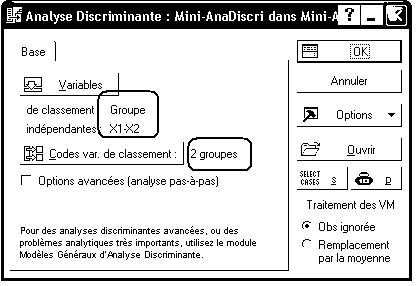 Analyse Discriminante : Mini-AnaDiscri dans Mini-A
Base
Variables
de classement Groupe
indépendantes: X1-X2
Codes var. de classement : 2 groupes
Options avancées (analyse pas-à-pas)
Pour des analyses discriminantes avancées, ou des
problèmes analytiques très importants, utilisez le module
Modèles Généraux d'Analyse Discriminante.
OK
Annuler
Options
Ouvrir
SELECT
CASES S D
Traitement des VM
Obs ignorée
Remplacement
par la moyenne